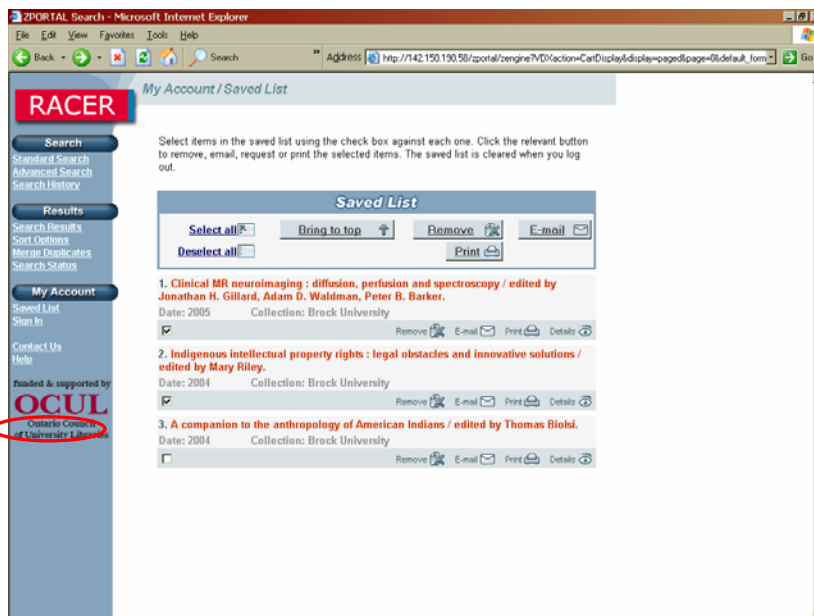 ZPORTAL Search - Microsoft Internet Explorer
File Edit View Favorites Tools Help
Back Search » Address http://142.150.190.58/zportal/zengine?VDXaction=CartDisplay&display=paged&page=0&default_form Go
RACER
My Account / Saved List
Search
Standard Search
Advanced Search
Search History
Results
Search Results
Sort Options
Merge Duplicates
Search Status
My Account
Saved List
Sign In
Contact Us
Help
funded & supported by
OCUL
Ontario Council
of University Libraries
Select items in the saved list using the check box against each one. Click the relevant button
to remove, email, request or print the selected items. The saved list is cleared when you log
out.
Saved List
Select all Bring to top Remove E-mail
Deselect all Print
1. Clinical MR neuroimaging : diffusion, perfusion and spectroscopy / edited by
Jonathan H. Gillard, Adam D. Waldman, Peter B. Barker.
Date: 2005 Collection: Brock University
Remove E-mail Print Details
2. Indigenous intellectual property rights : legal obstacles and innovative solutions /
edited by Mary Riley.
Date: 2004 Collection: Brock University
Remove E-mail Print Details
3. A companion to the anthropology of American Indians / edited by Thomas Biolsi.
Date: 2004 Collection: Brock University
Remove E-mail Print Details